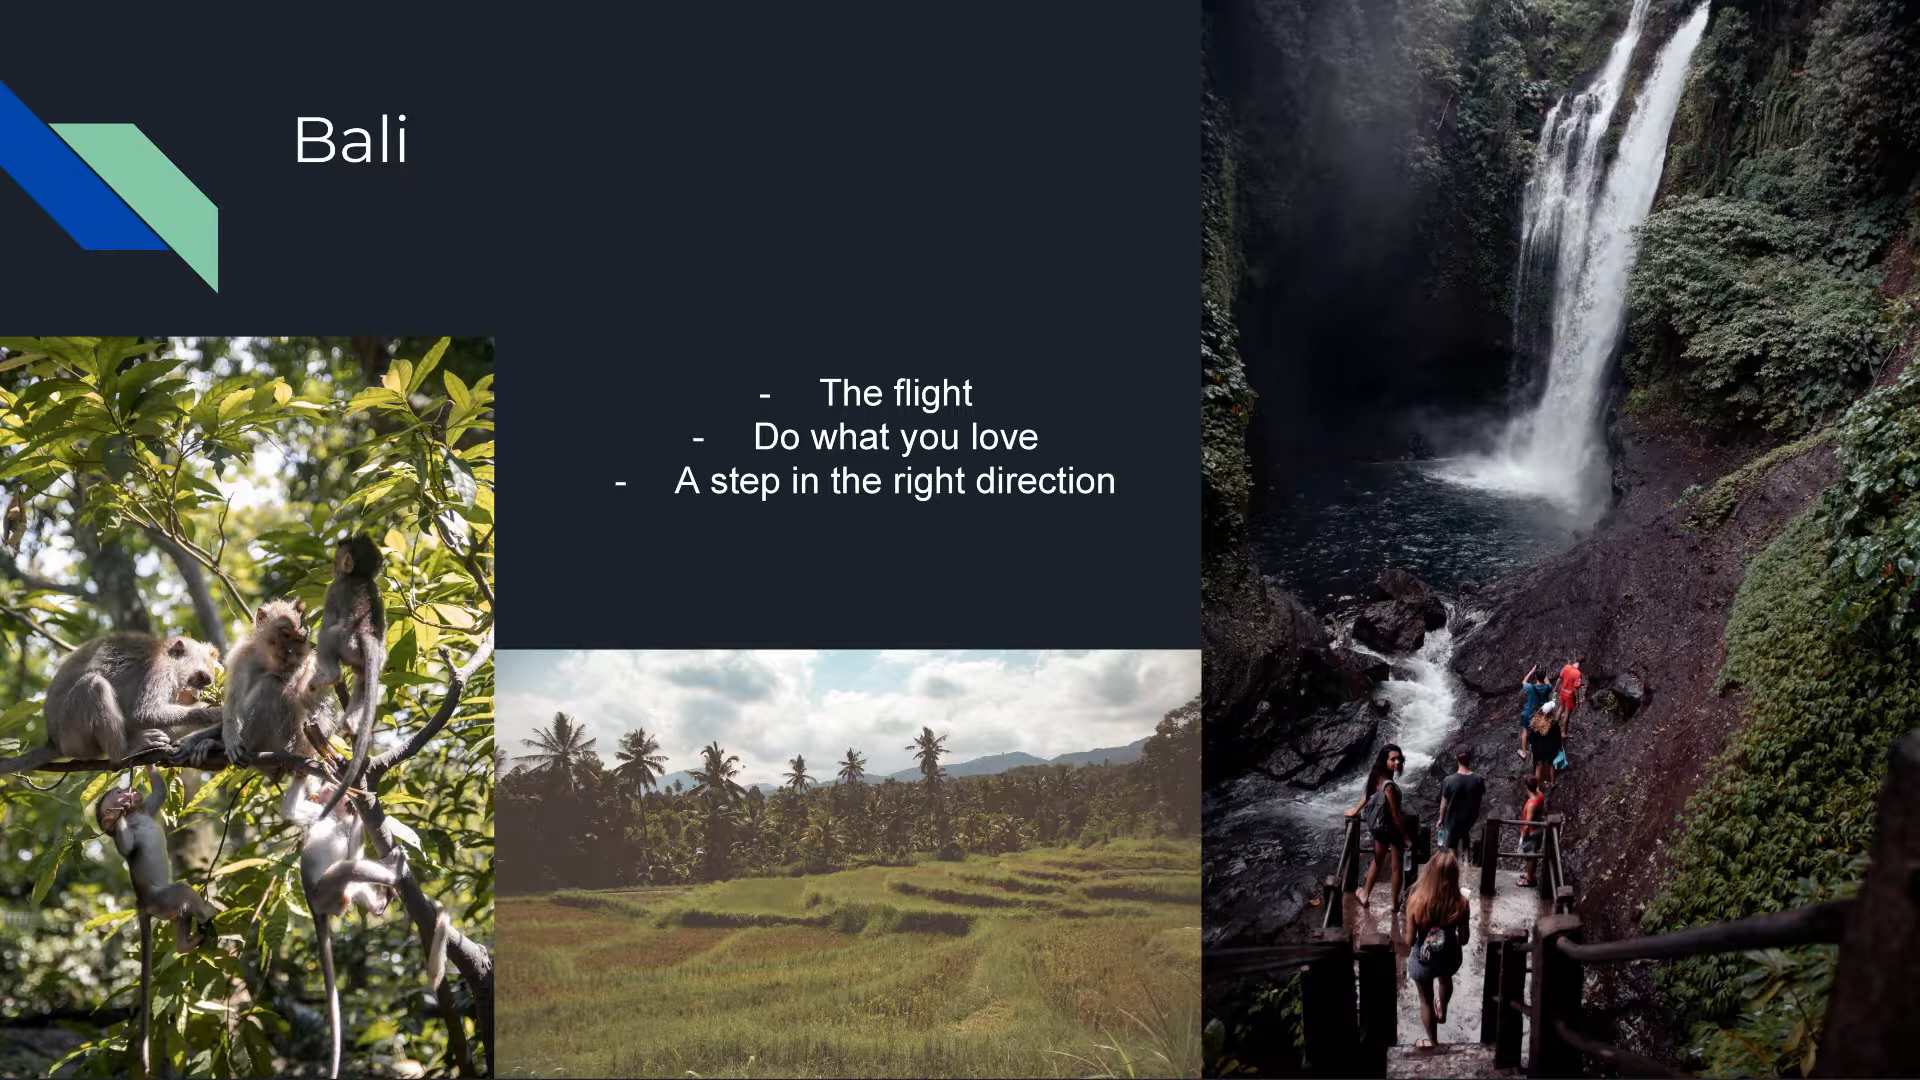 Bali
- The flight
- Do what you love
- A step in the right direction